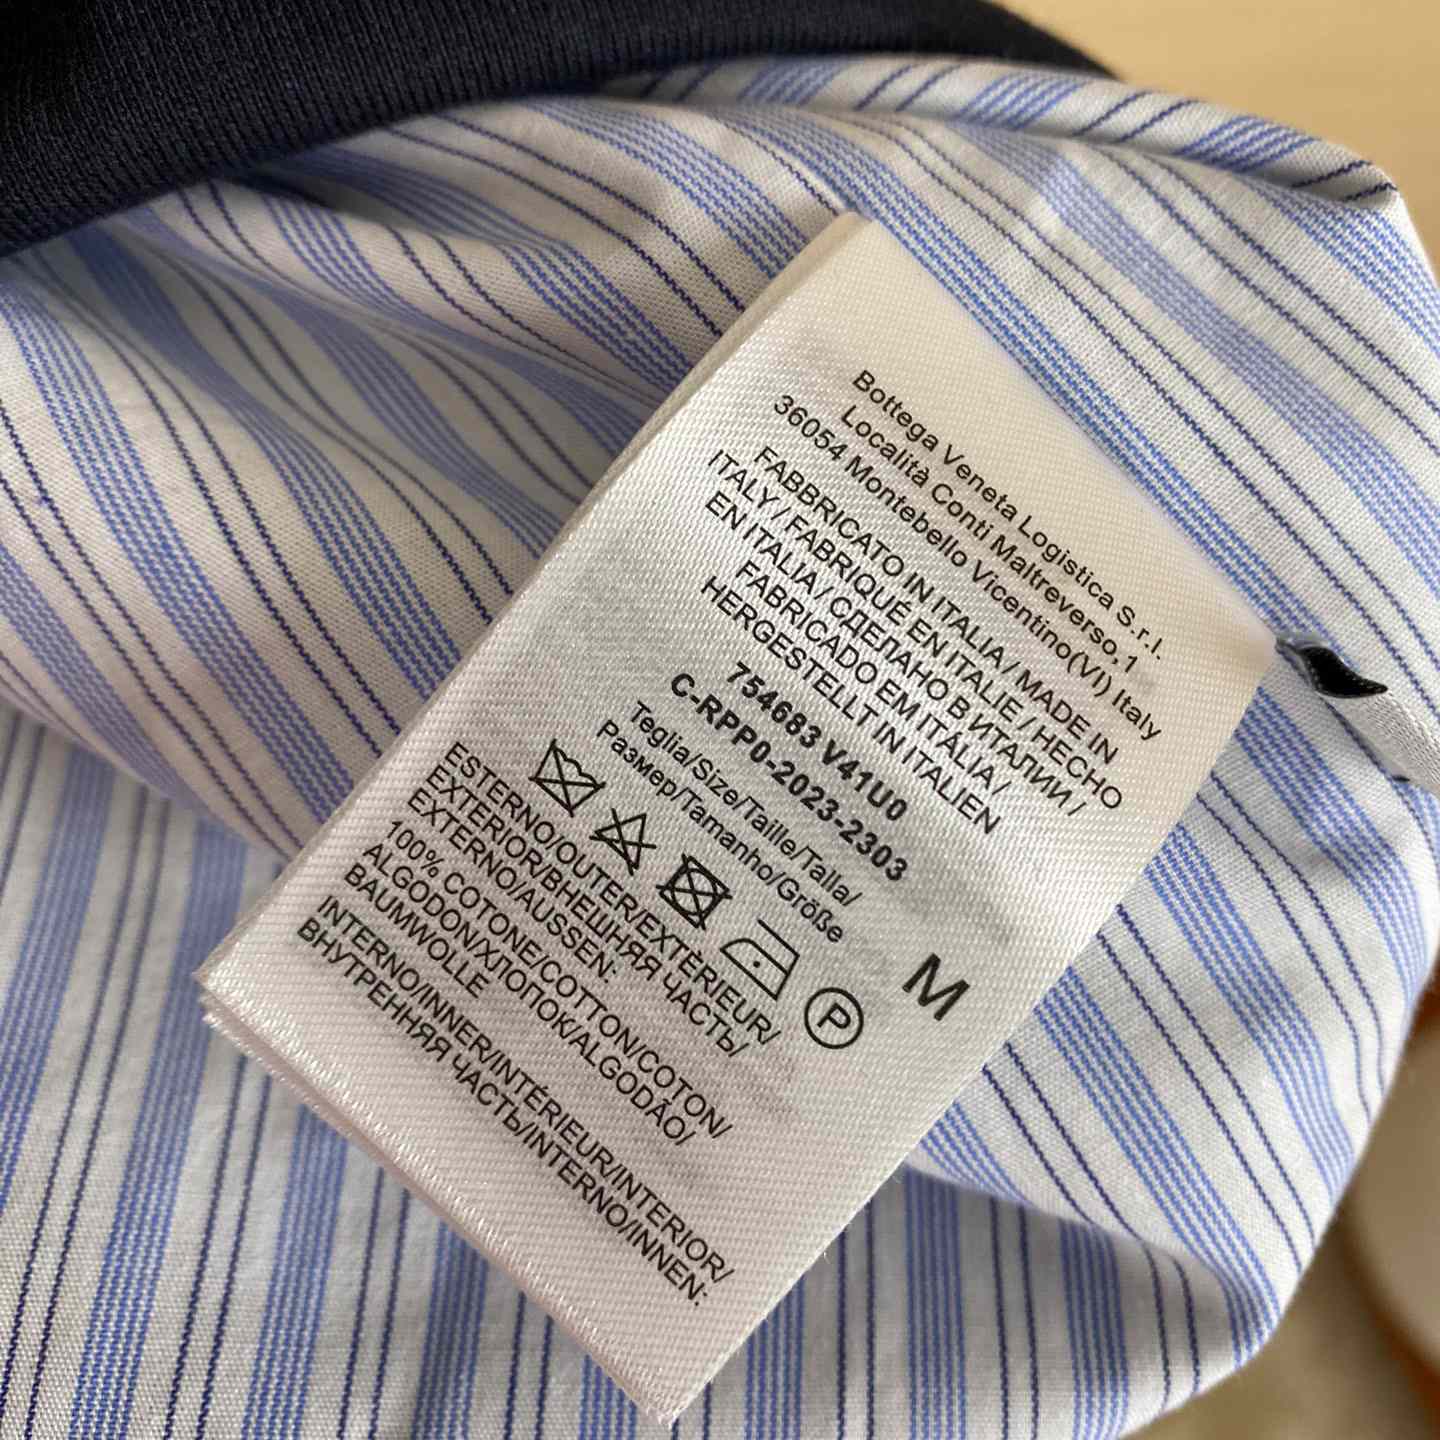 Bottega Veneta Logistica S.r.l.
Località Conti Maltreverso, 1
36054 Montebello Vicentino(VI) Italy
FABBRICATO IN ITALIA / MADE IN
ITALY / FABRIQUÉ EN ITALIE / HECHO
EN ITALIA / СДЕЛАНО В ИТАЛИИ /
FABRICADO EM ITÁLIA /
HERGESTELLT IN ITALIEN
754683 V41U0
C-RPP0-2023-2303
Teglia/Size/Taille/Talla/
Размер/Tamanho/Größe
M
P
ESTERNO/OUTER/EXTÉRIEUR/
EXTERIOR/ВНЕШНЯЯ ЧАСТЬ/
EXTERNO/AUSSEN:
100% COTONE/COTTON/COTON/
ALGODON/ХЛОПОК/ALGODÃO/
BAUMWOLLE
INTERNO/INNER/INTÉRIEUR/INTERIOR/
ВНУТРЕННЯЯ ЧАСТЬ/INTERNO/INNEN: